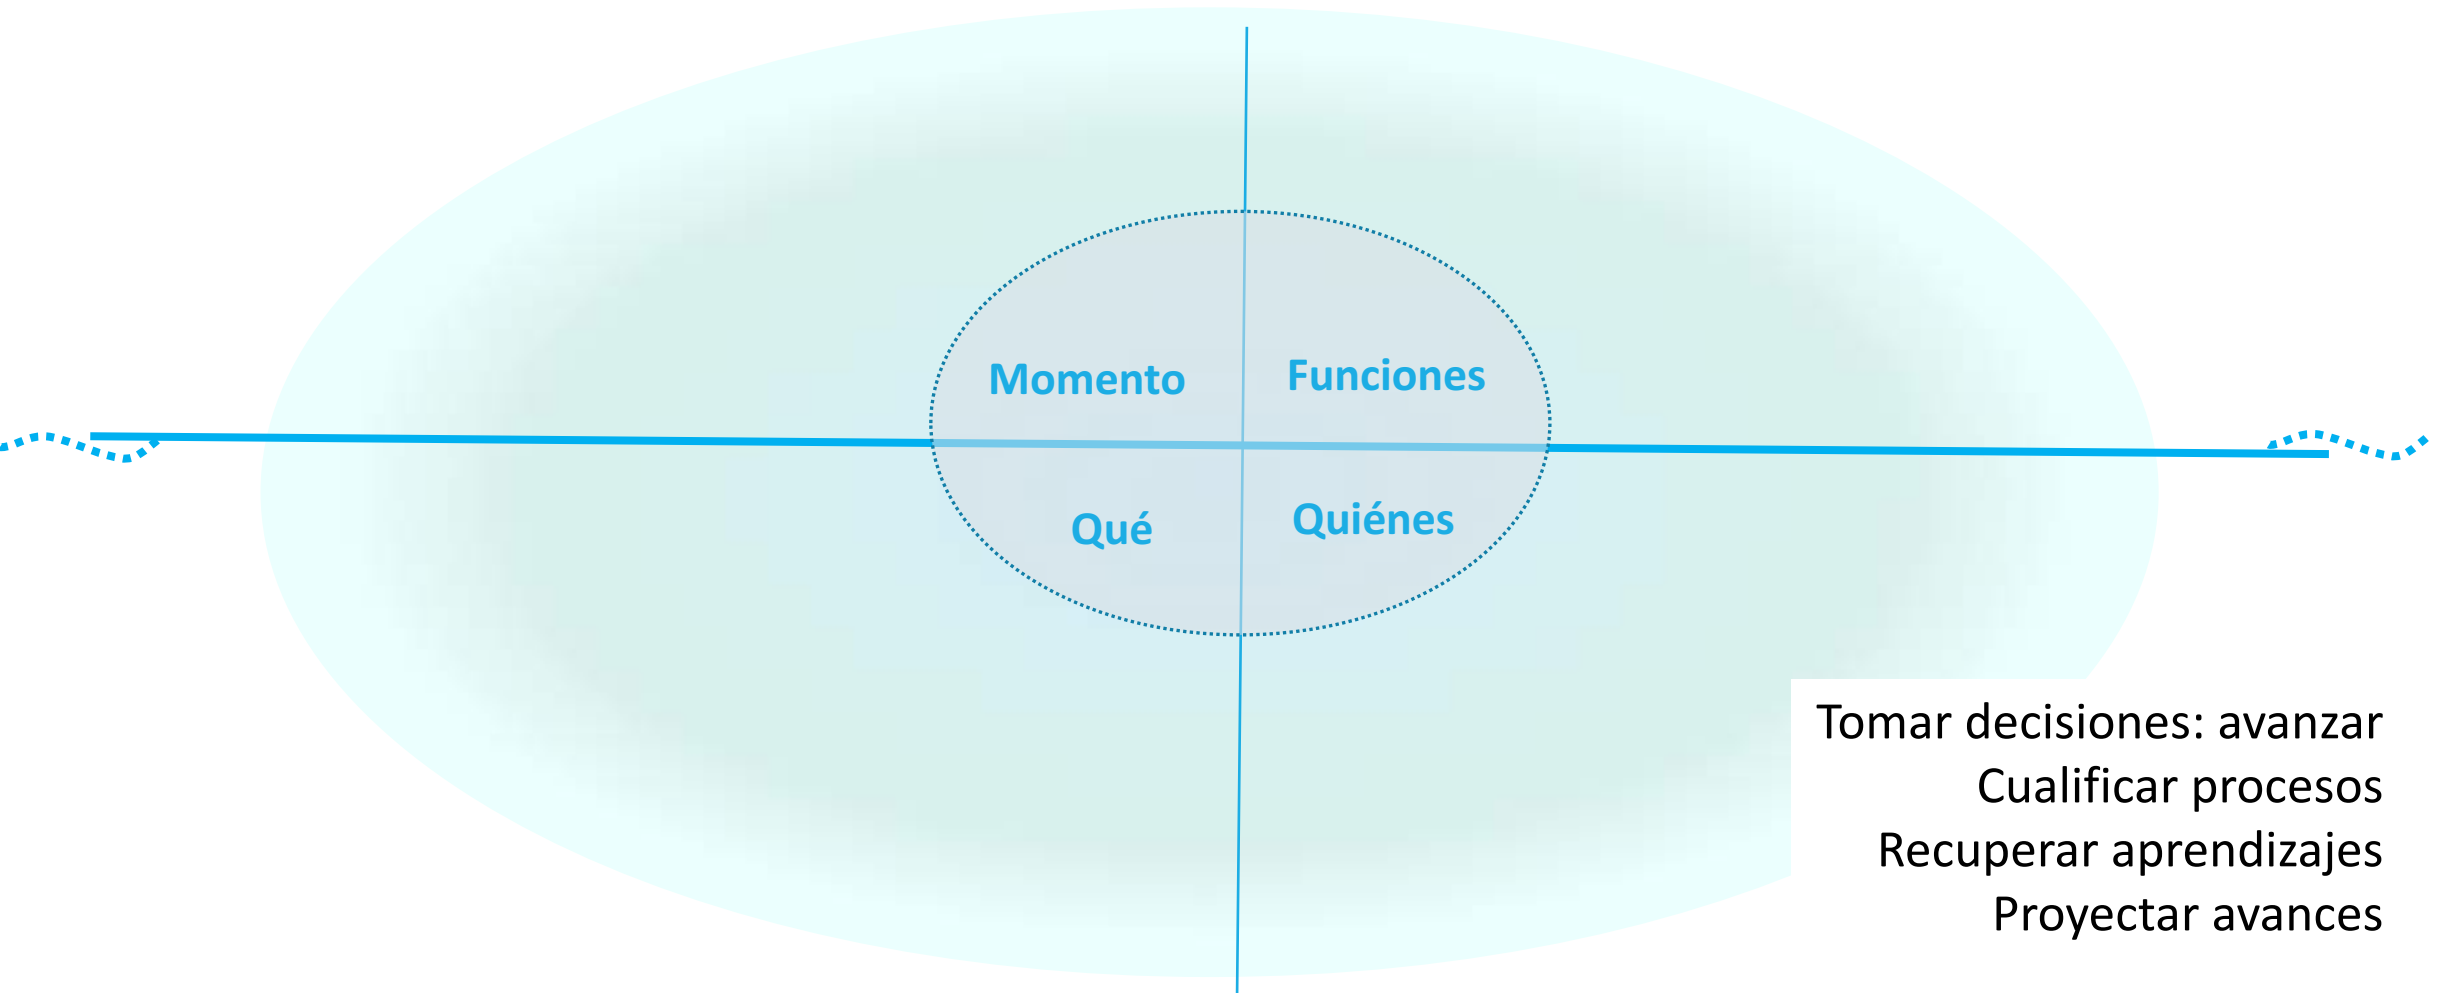 Momento
Funciones
Qué
Quiénes
Tomar decisiones: avanzar
Cualificar procesos
Recuperar aprendizajes
Proyectar avances